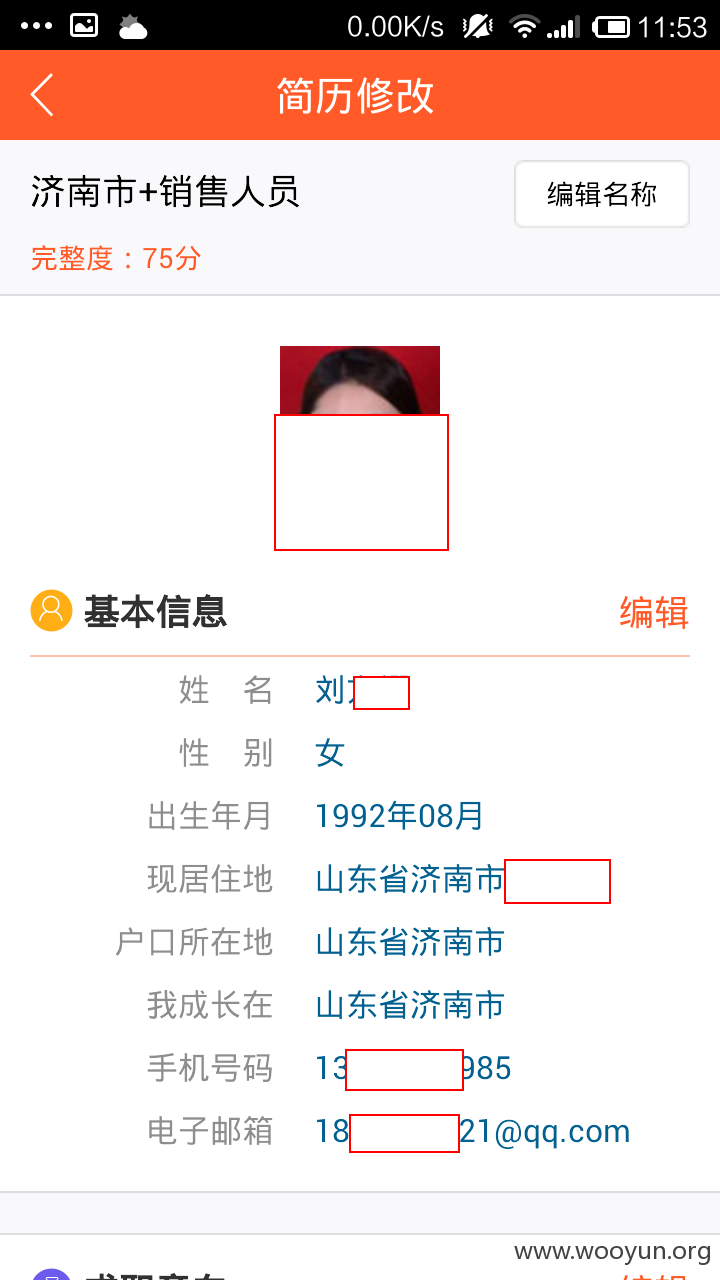 0.00K/s 11:53
简历修改
济南市+销售人员 编辑名称
完整度：75分
基本信息 编辑
姓 名 刘
性 别 女
出生年月 1992年08月
现居住地 山东省济南市
户口所在地 山东省济南市
我成长在 山东省济南市
手机号码 13 985
电子邮箱 18 21@qq.com
www.wooyun.org